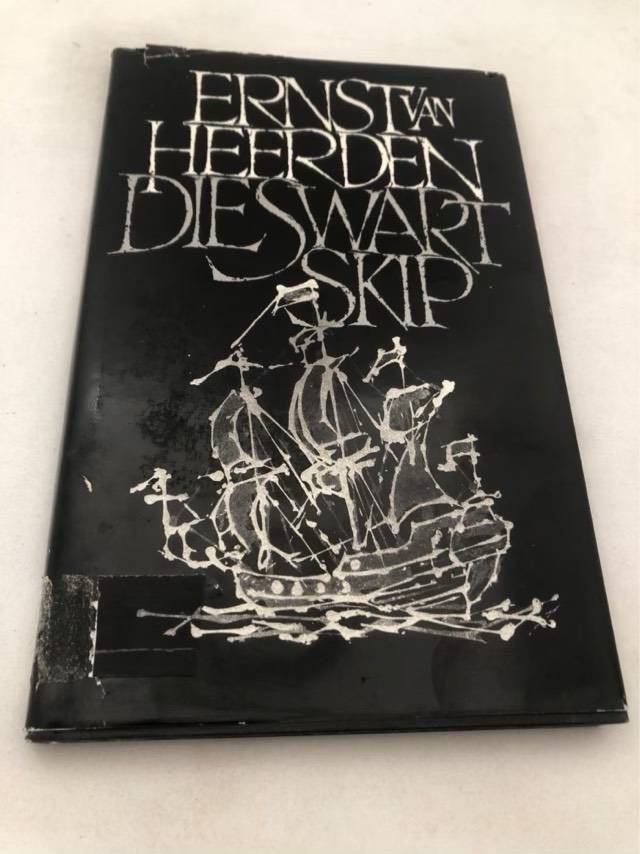 ERNST VAN
HEERDEN
DIE SWART
SKIP